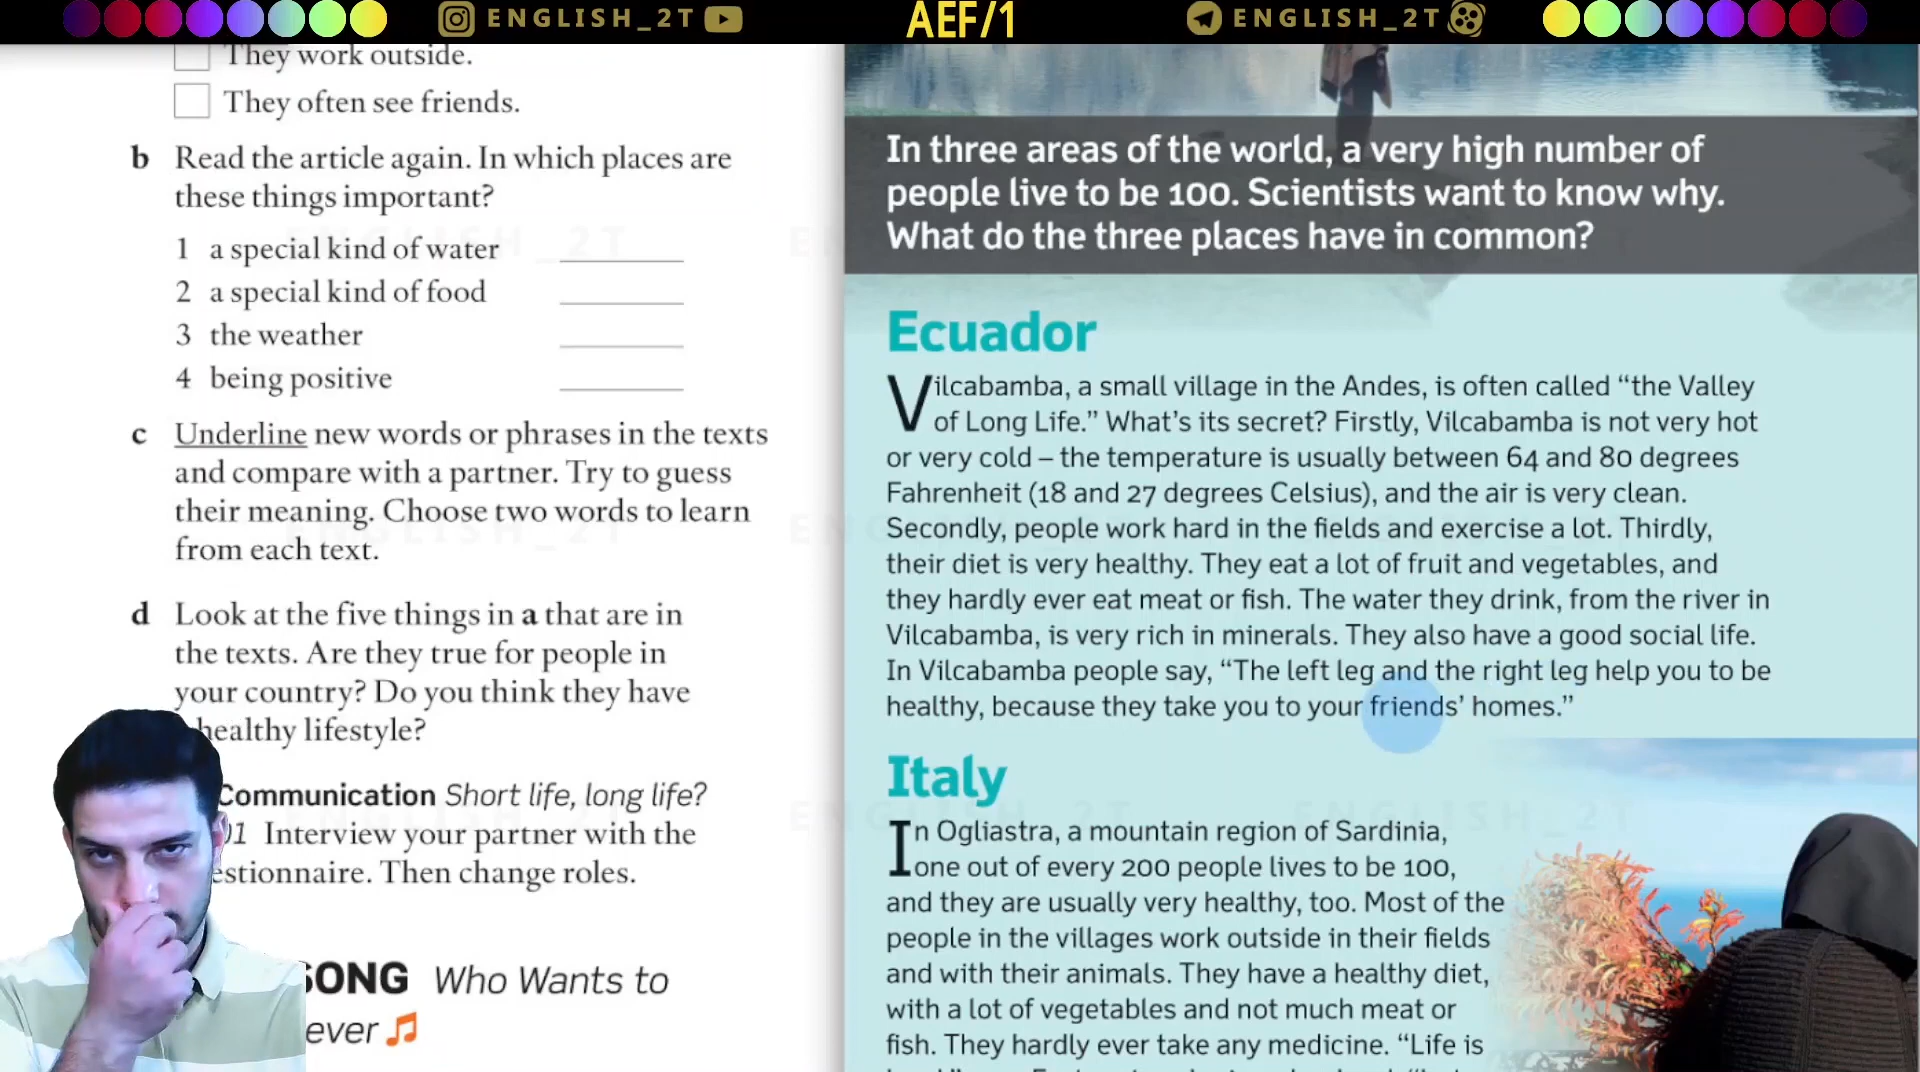 ENGLISH_2T
AEF/1
ENGLISH_2T
They work outside.
They often see friends.
b Read the article again. In which places are
these things important?
1 a special kind of water
2 a special kind of food
3 the weather
4 being positive
c Underline new words or phrases in the texts
and compare with a partner. Try to guess
their meaning. Choose two words to learn
from each text.
d Look at the five things in a that are in
the texts. Are they true for people in
your country? Do you think they have
healthy lifestyle?
Communication Short life, long life?
Interview your partner with the
estionnaire. Then change roles.
SONG Who Wants to
ever
In three areas of the world, a very high number of
people live to be 100. Scientists want to know why.
What do the three places have in common?
Ecuador
Vilcabamba, a small village in the Andes, is often called “the Valley
of Long Life.” What’s its secret? Firstly, Vilcabamba is not very hot
or very cold – the temperature is usually between 64 and 80 degrees
Fahrenheit (18 and 27 degrees Celsius), and the air is very clean.
Secondly, people work hard in the fields and exercise a lot. Thirdly,
their diet is very healthy. They eat a lot of fruit and vegetables, and
they hardly ever eat meat or fish. The water they drink, from the river in
Vilcabamba, is very rich in minerals. They also have a good social life.
In Vilcabamba people say, “The left leg and the right leg help you to be
healthy, because they take you to your friends’ homes.”
Italy
In Ogliastra, a mountain region of Sardinia,
one out of every 200 people lives to be 100,
and they are usually very healthy, too. Most of the
people in the villages work outside in their fields
and with their animals. They have a healthy diet,
with a lot of vegetables and not much meat or
fish. They hardly ever take any medicine. “Life is